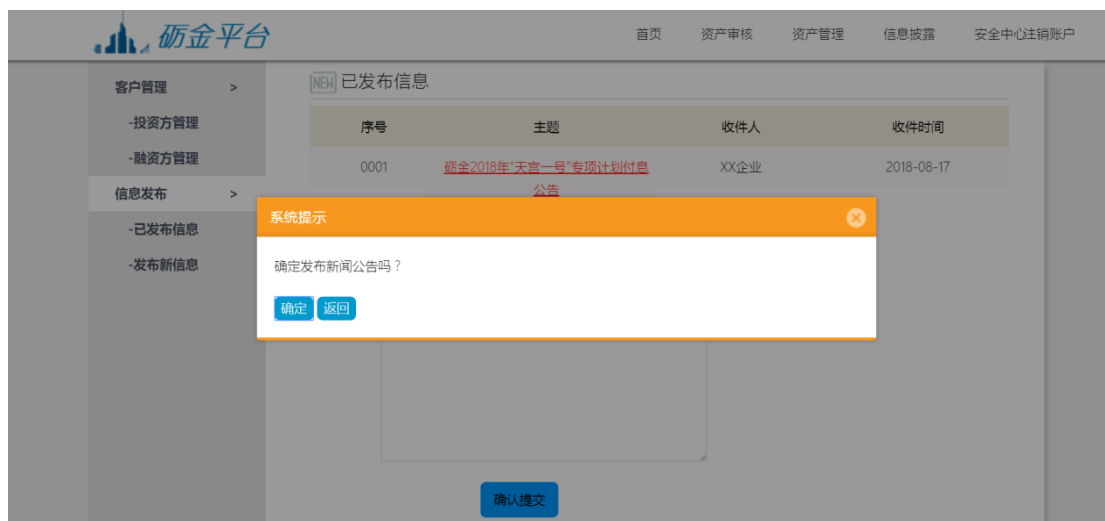 砺金平台
首页 资产审核 资产管理 信息披露 安全中心注销账户
客户管理 >
-投资方管理
-融资方管理
信息发布 >
-已发布信息
-发布新信息
NEW 已发布信息
序号 主题 收件人 收件时间
0001 砺金2018年"天宫一号"专项计划付息 XX企业 2018-08-17
公告
系统提示
确定发布新闻公告吗？
确定 返回
确认提交